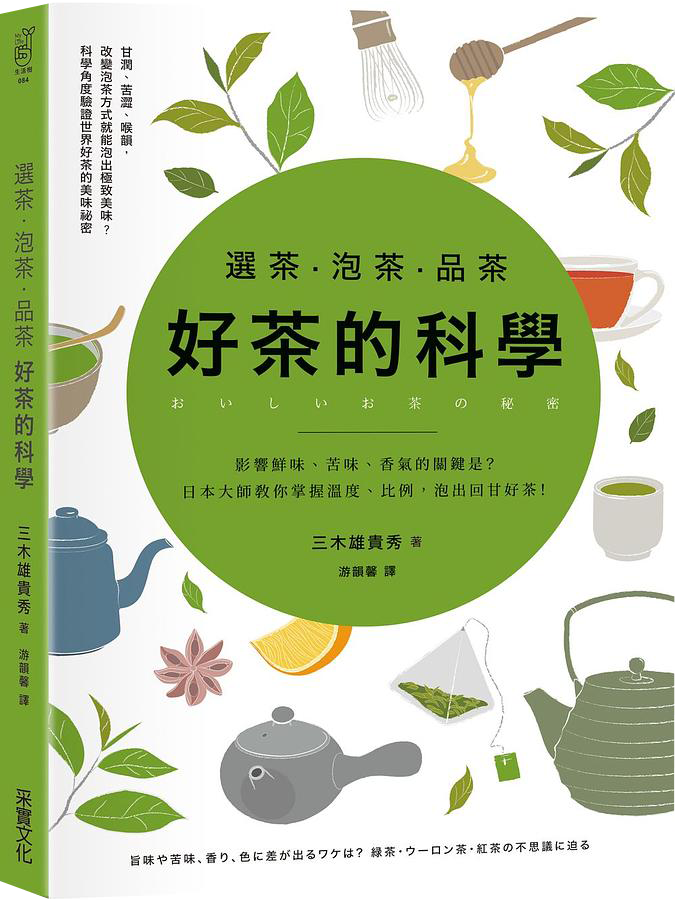 My Life
生活樹
084
選茶·泡茶·品茶 好茶的科學
三木雄貴秀 著
游韻馨 譯
采實文化
甘潤、苦澀、喉韻，
改變泡茶方式就能泡出極致美味？
科學角度驗證世界好茶的美味祕密
選茶·泡茶·品茶
好茶的科學
おいしいお茶の秘密
影響鮮味、苦味、香氣的關鍵是？
日本大師教你掌握溫度、比例，泡出回甘好茶！
三木雄貴秀 著
游韻馨 譯
旨味や苦味、香り、色に差が出るワケは？ 緑茶・ウーロン茶・紅茶の不思議に迫る